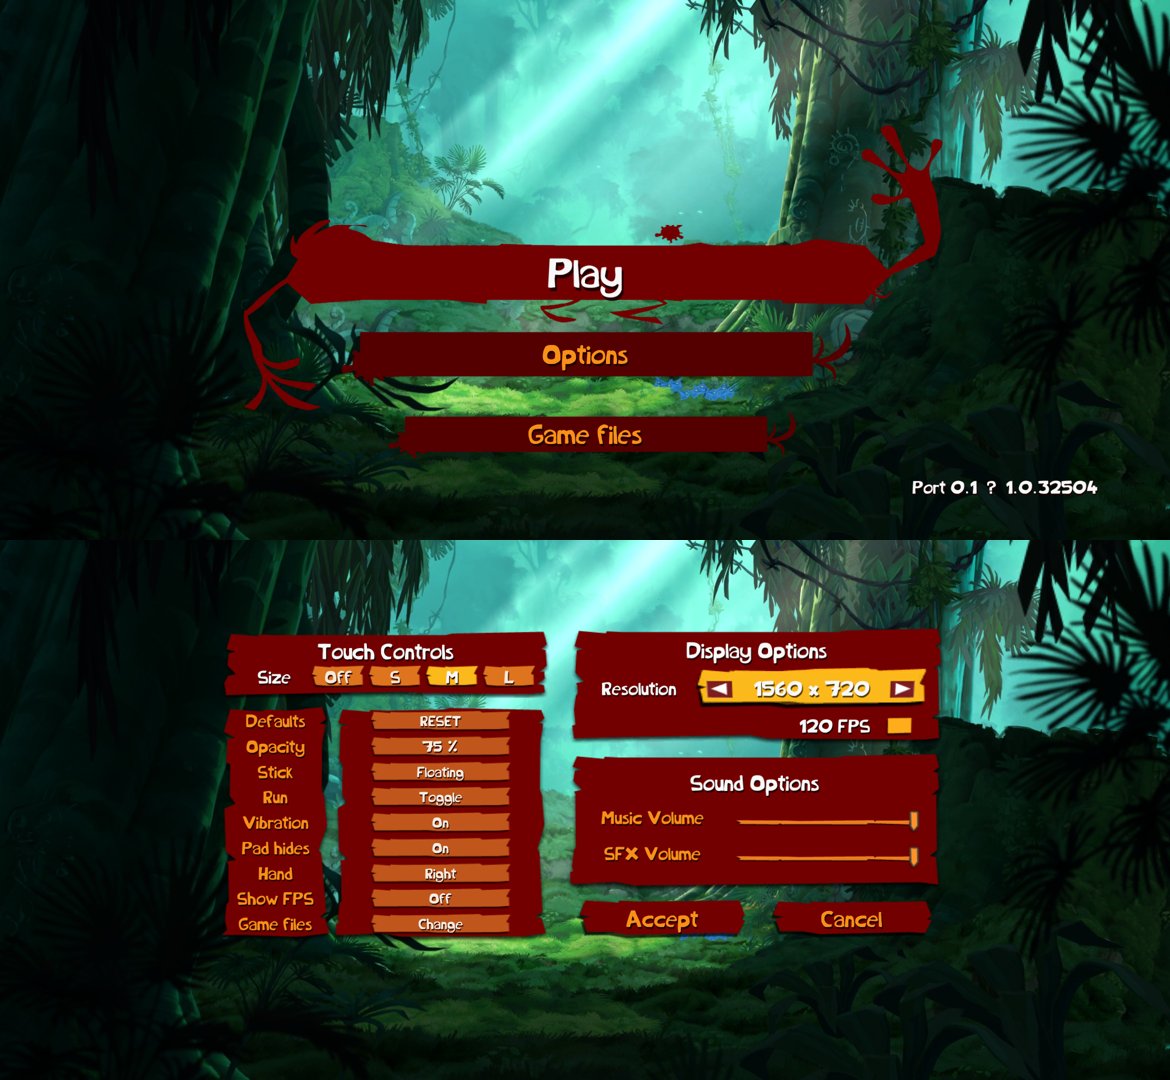 Play
Options
Game files
Port 0.1 ? 1.0.32504
Touch Controls
Size Off S M L
Defaults RESET
Opacity 75 %
Stick Floating
Run Toggle
Vibration On
Pad hides On
Hand Right
Show FPS Off
Game files Change
Display Options
Resolution 1560 x 720
120 FPS
Sound Options
Music Volume
SFX Volume
Accept Cancel